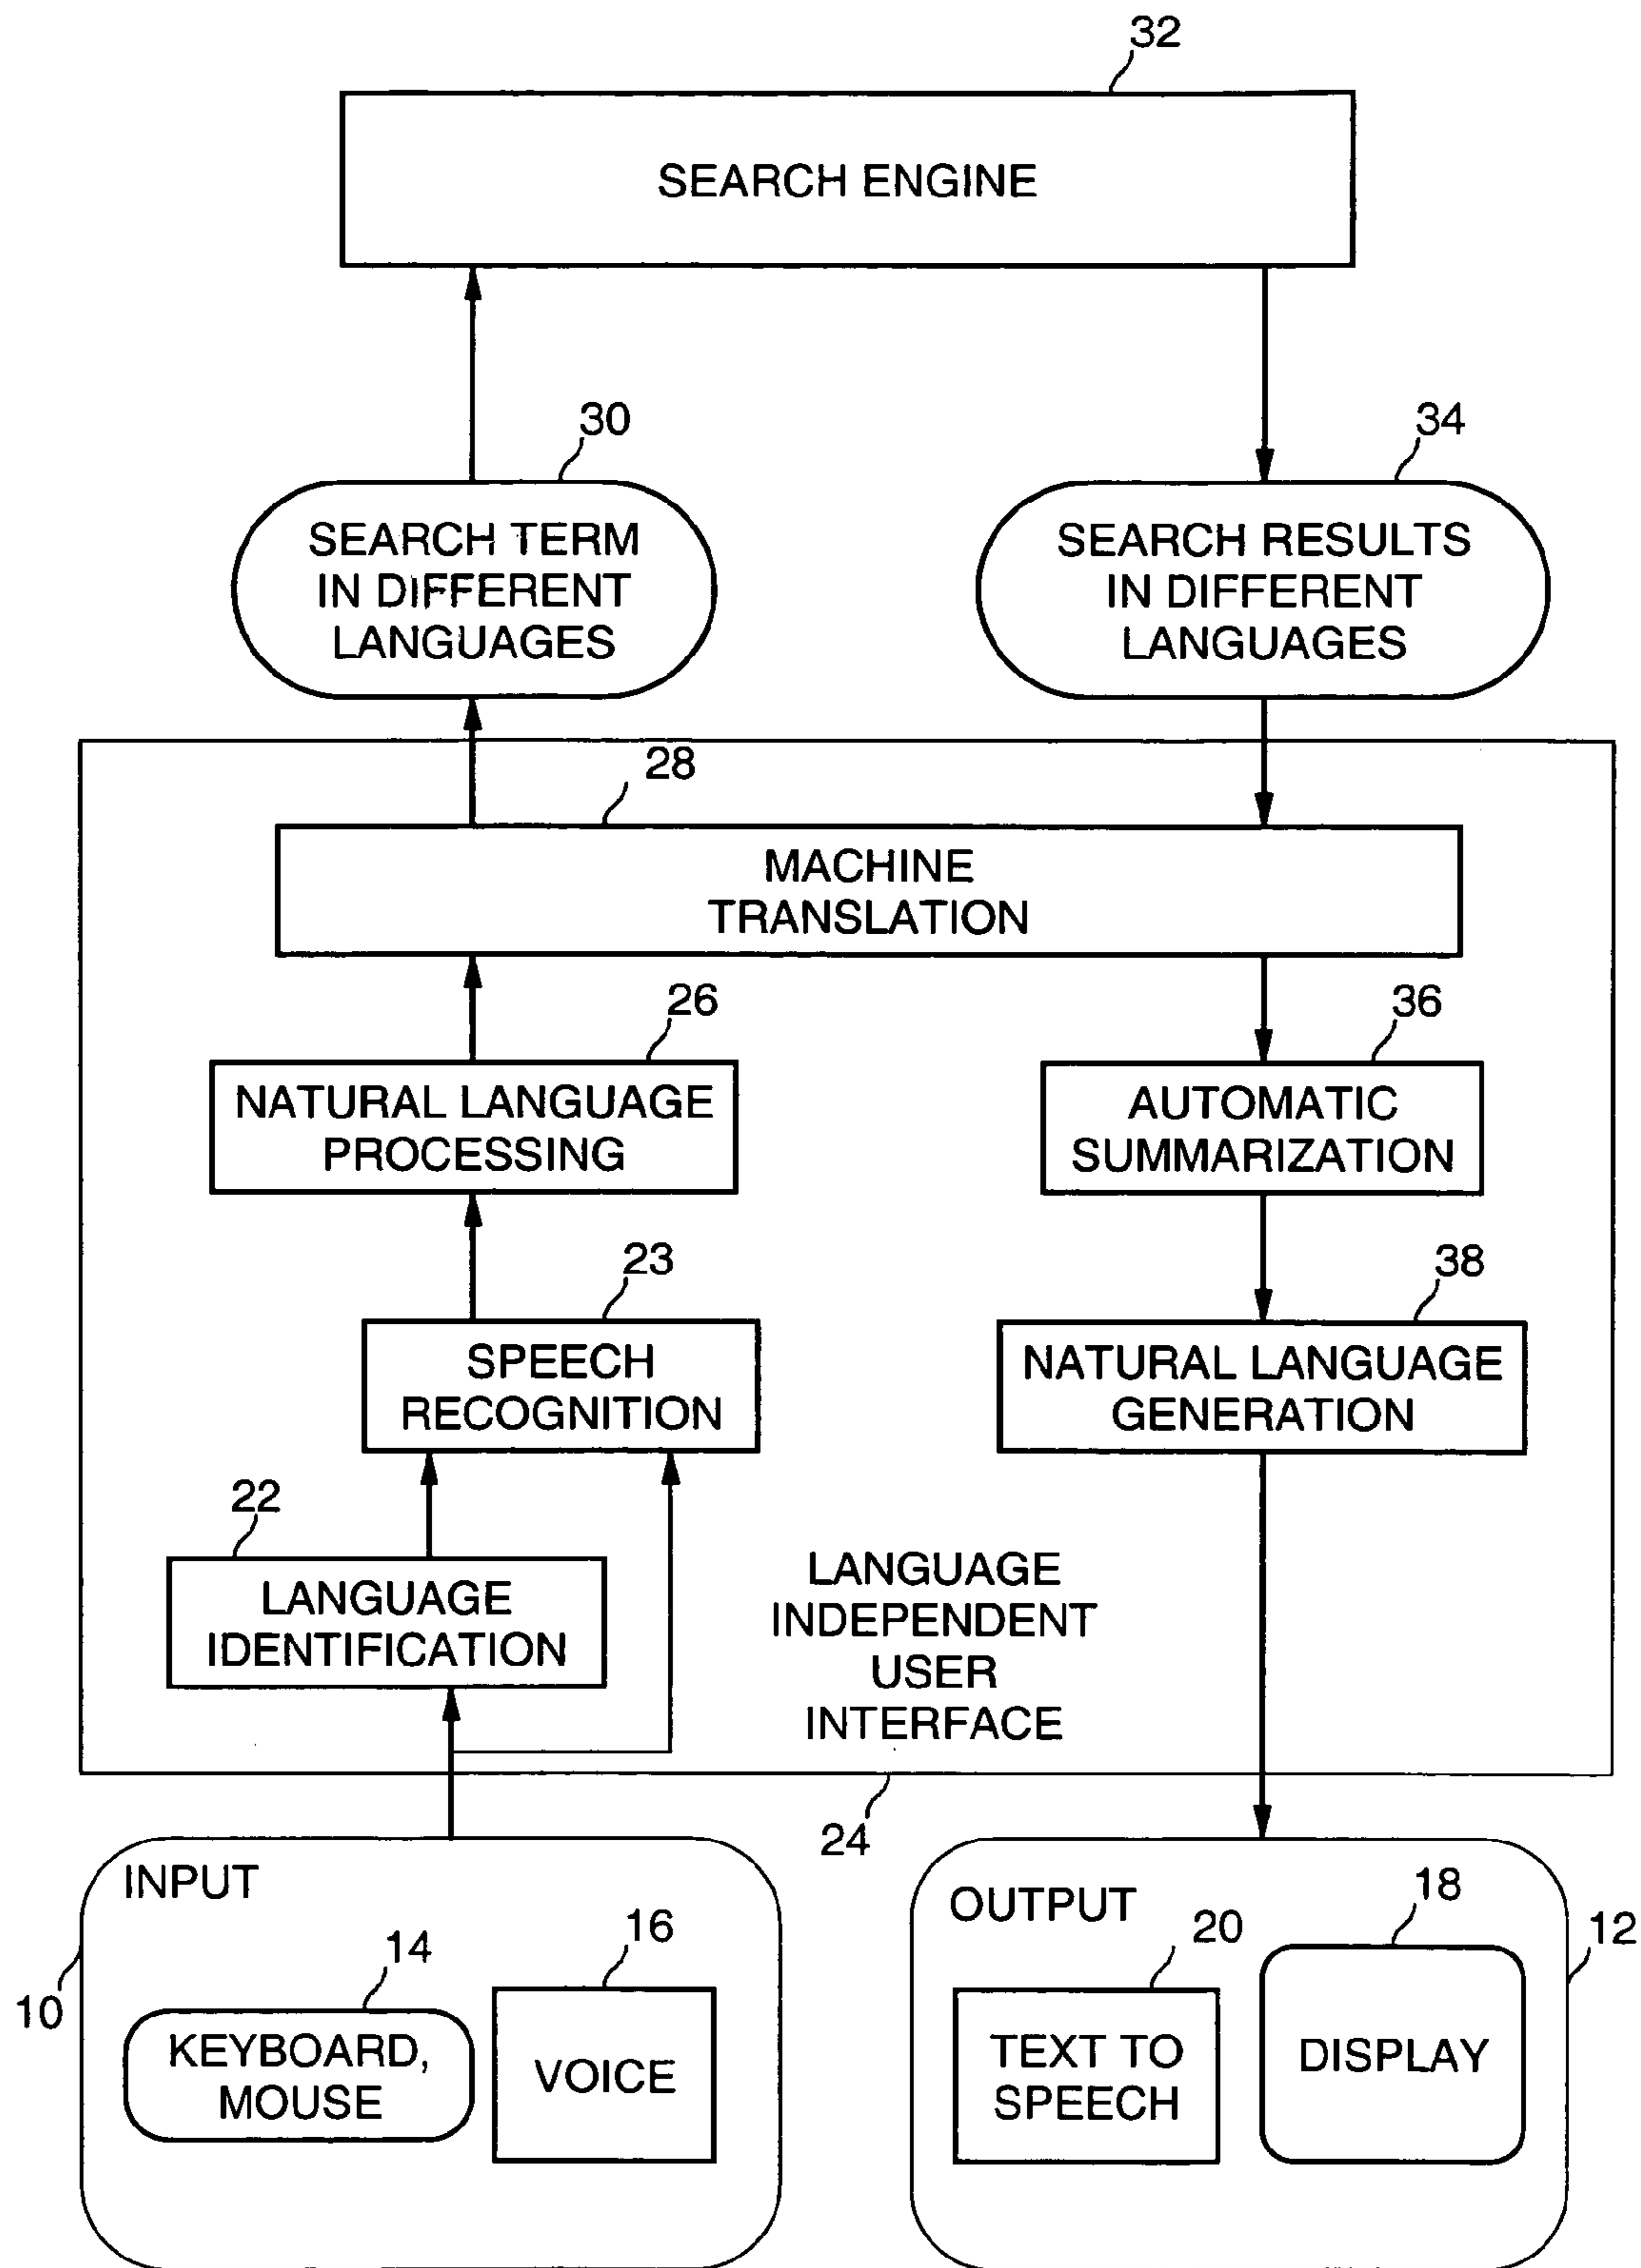 32
SEARCH ENGINE
30
34
SEARCH TERM
IN DIFFERENT
LANGUAGES
SEARCH RESULTS
IN DIFFERENT
LANGUAGES
28
MACHINE
TRANSLATION
26
36
NATURAL LANGUAGE
PROCESSING
AUTOMATIC
SUMMARIZATION
23
38
SPEECH
RECOGNITION
NATURAL LANGUAGE
GENERATION
22
LANGUAGE
IDENTIFICATION
LANGUAGE
INDEPENDENT
USER
INTERFACE
24
INPUT
10
14
KEYBOARD,
MOUSE
16
VOICE
OUTPUT
12
20
TEXT TO
SPEECH
18
DISPLAY